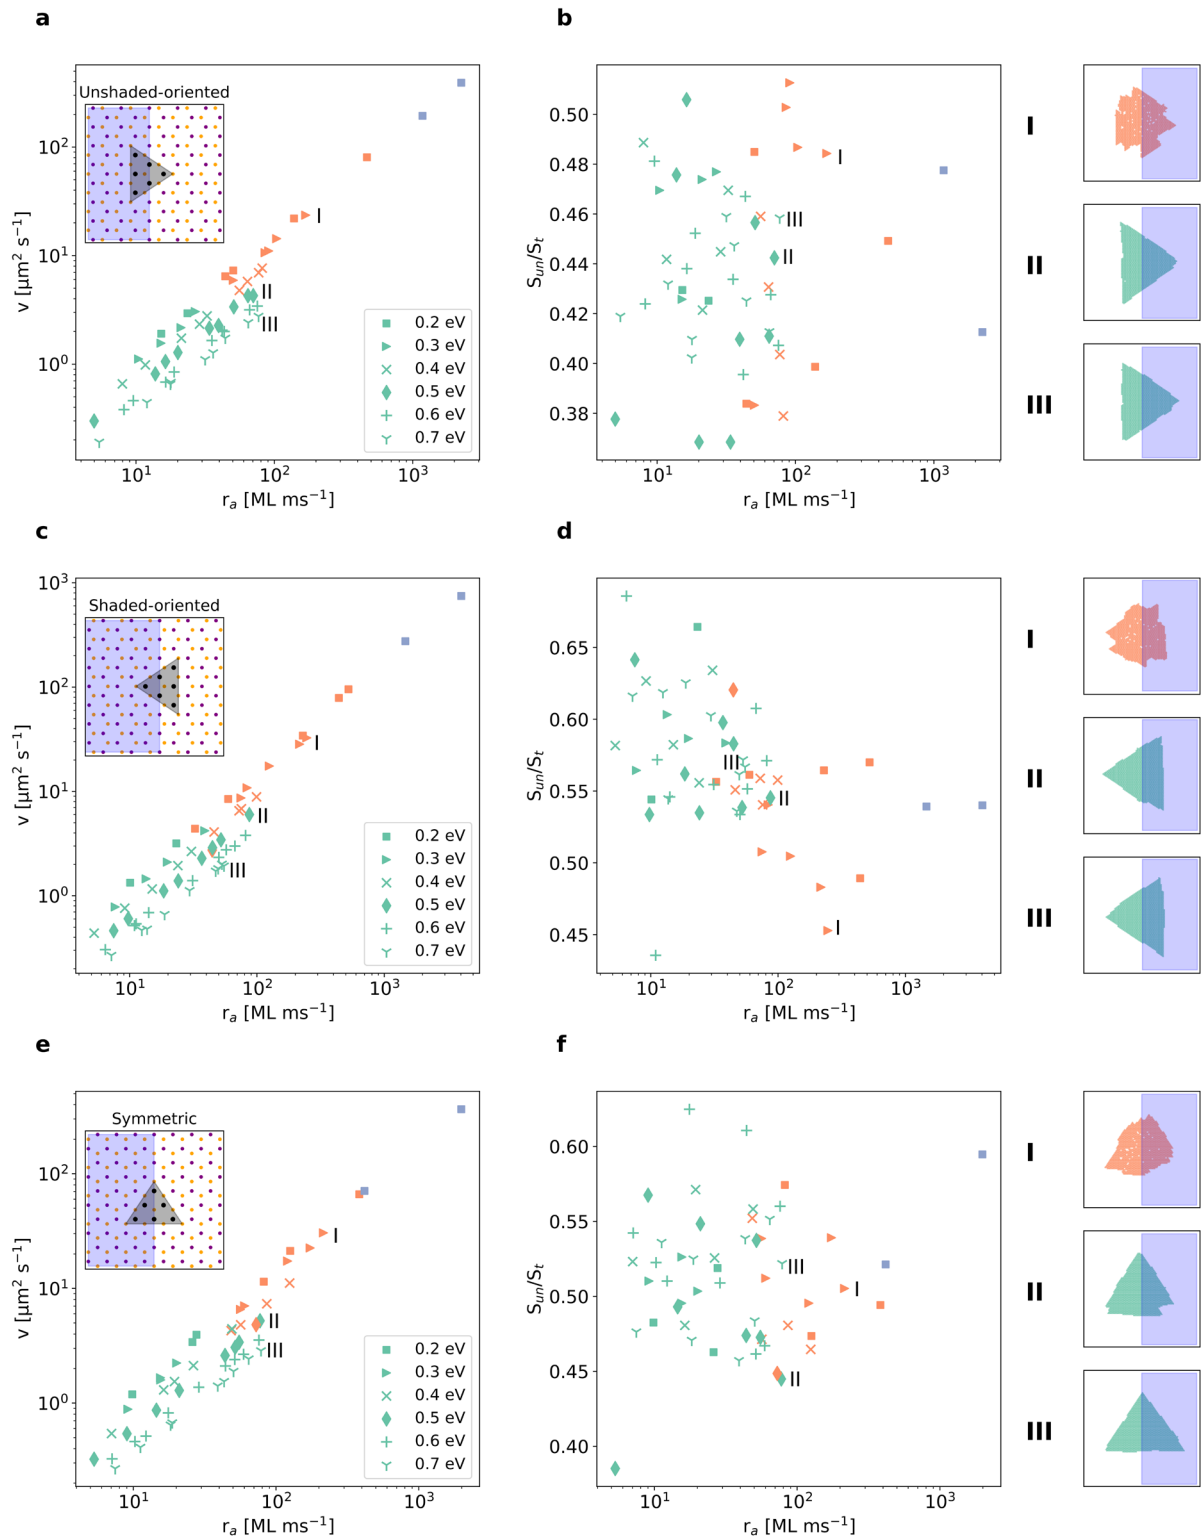 a
Unshaded-oriented
10²
10¹
10⁰
v [μm² s⁻¹]
I
II
III
0.2 eV
0.3 eV
0.4 eV
0.5 eV
0.6 eV
0.7 eV
10¹
10²
10³
rₐ [ML ms⁻¹]
b
0.50
0.48
0.46
0.44
0.42
0.40
0.38
Sᵤₙ/Sₜ
I
III
II
10¹
10²
10³
rₐ [ML ms⁻¹]
I
II
III
c
Shaded-oriented
10³
10²
10¹
10⁰
v [μm² s⁻¹]
I
II
III
0.2 eV
0.3 eV
0.4 eV
0.5 eV
0.6 eV
0.7 eV
10¹
10²
10³
rₐ [ML ms⁻¹]
d
0.65
0.60
0.55
0.50
0.45
Sᵤₙ/Sₜ
III
II
I
10¹
10²
10³
rₐ [ML ms⁻¹]
I
II
III
e
Symmetric
10²
10¹
10⁰
v [μm² s⁻¹]
I
II
III
0.2 eV
0.3 eV
0.4 eV
0.5 eV
0.6 eV
0.7 eV
10¹
10²
10³
rₐ [ML ms⁻¹]
f
0.60
0.55
0.50
0.45
0.40
Sᵤₙ/Sₜ
III
I
II
10¹
10²
10³
rₐ [ML ms⁻¹]
I
II
III